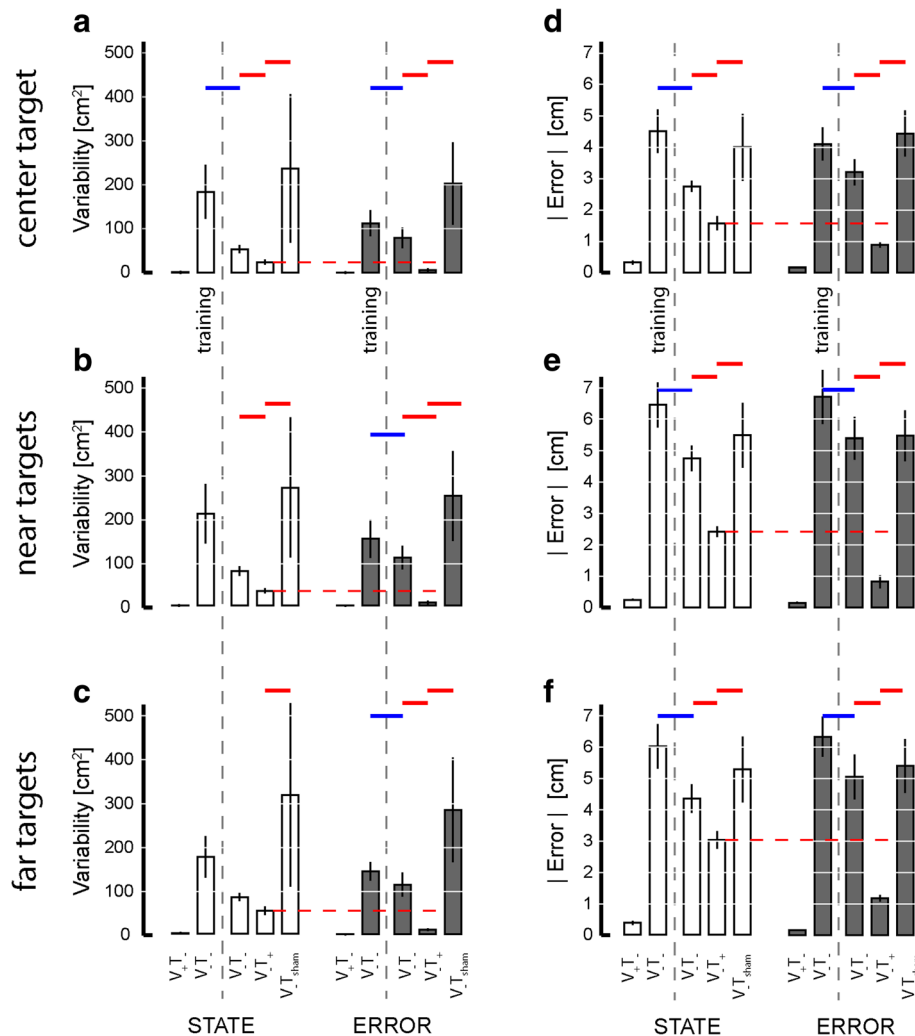 a
d
center target
Variability [cm²]
500
400
300
200
100
0
training
training
| Error | [cm]
7
6
5
4
3
2
1
0
training
training
b
e
near targets
Variability [cm²]
500
400
300
200
100
0
| Error | [cm]
7
6
5
4
3
2
1
0
c
f
far targets
Variability [cm²]
500
400
300
200
100
0
| Error | [cm]
7
6
5
4
3
2
1
0
V₊T₋
V₋T₋
V₋T₋
V₋T₊
V₋Tsham
V₊T₋
V₋T₋
V₋T₋
V₋T₊
V₋Tsham
V₊T₋
V₋T₋
V₋T₋
V₋T₊
V₋Tsham
V₊T₋
V₋T₋
V₋T₋
V₋T₊
V₋Tsham
STATE
ERROR
STATE
ERROR